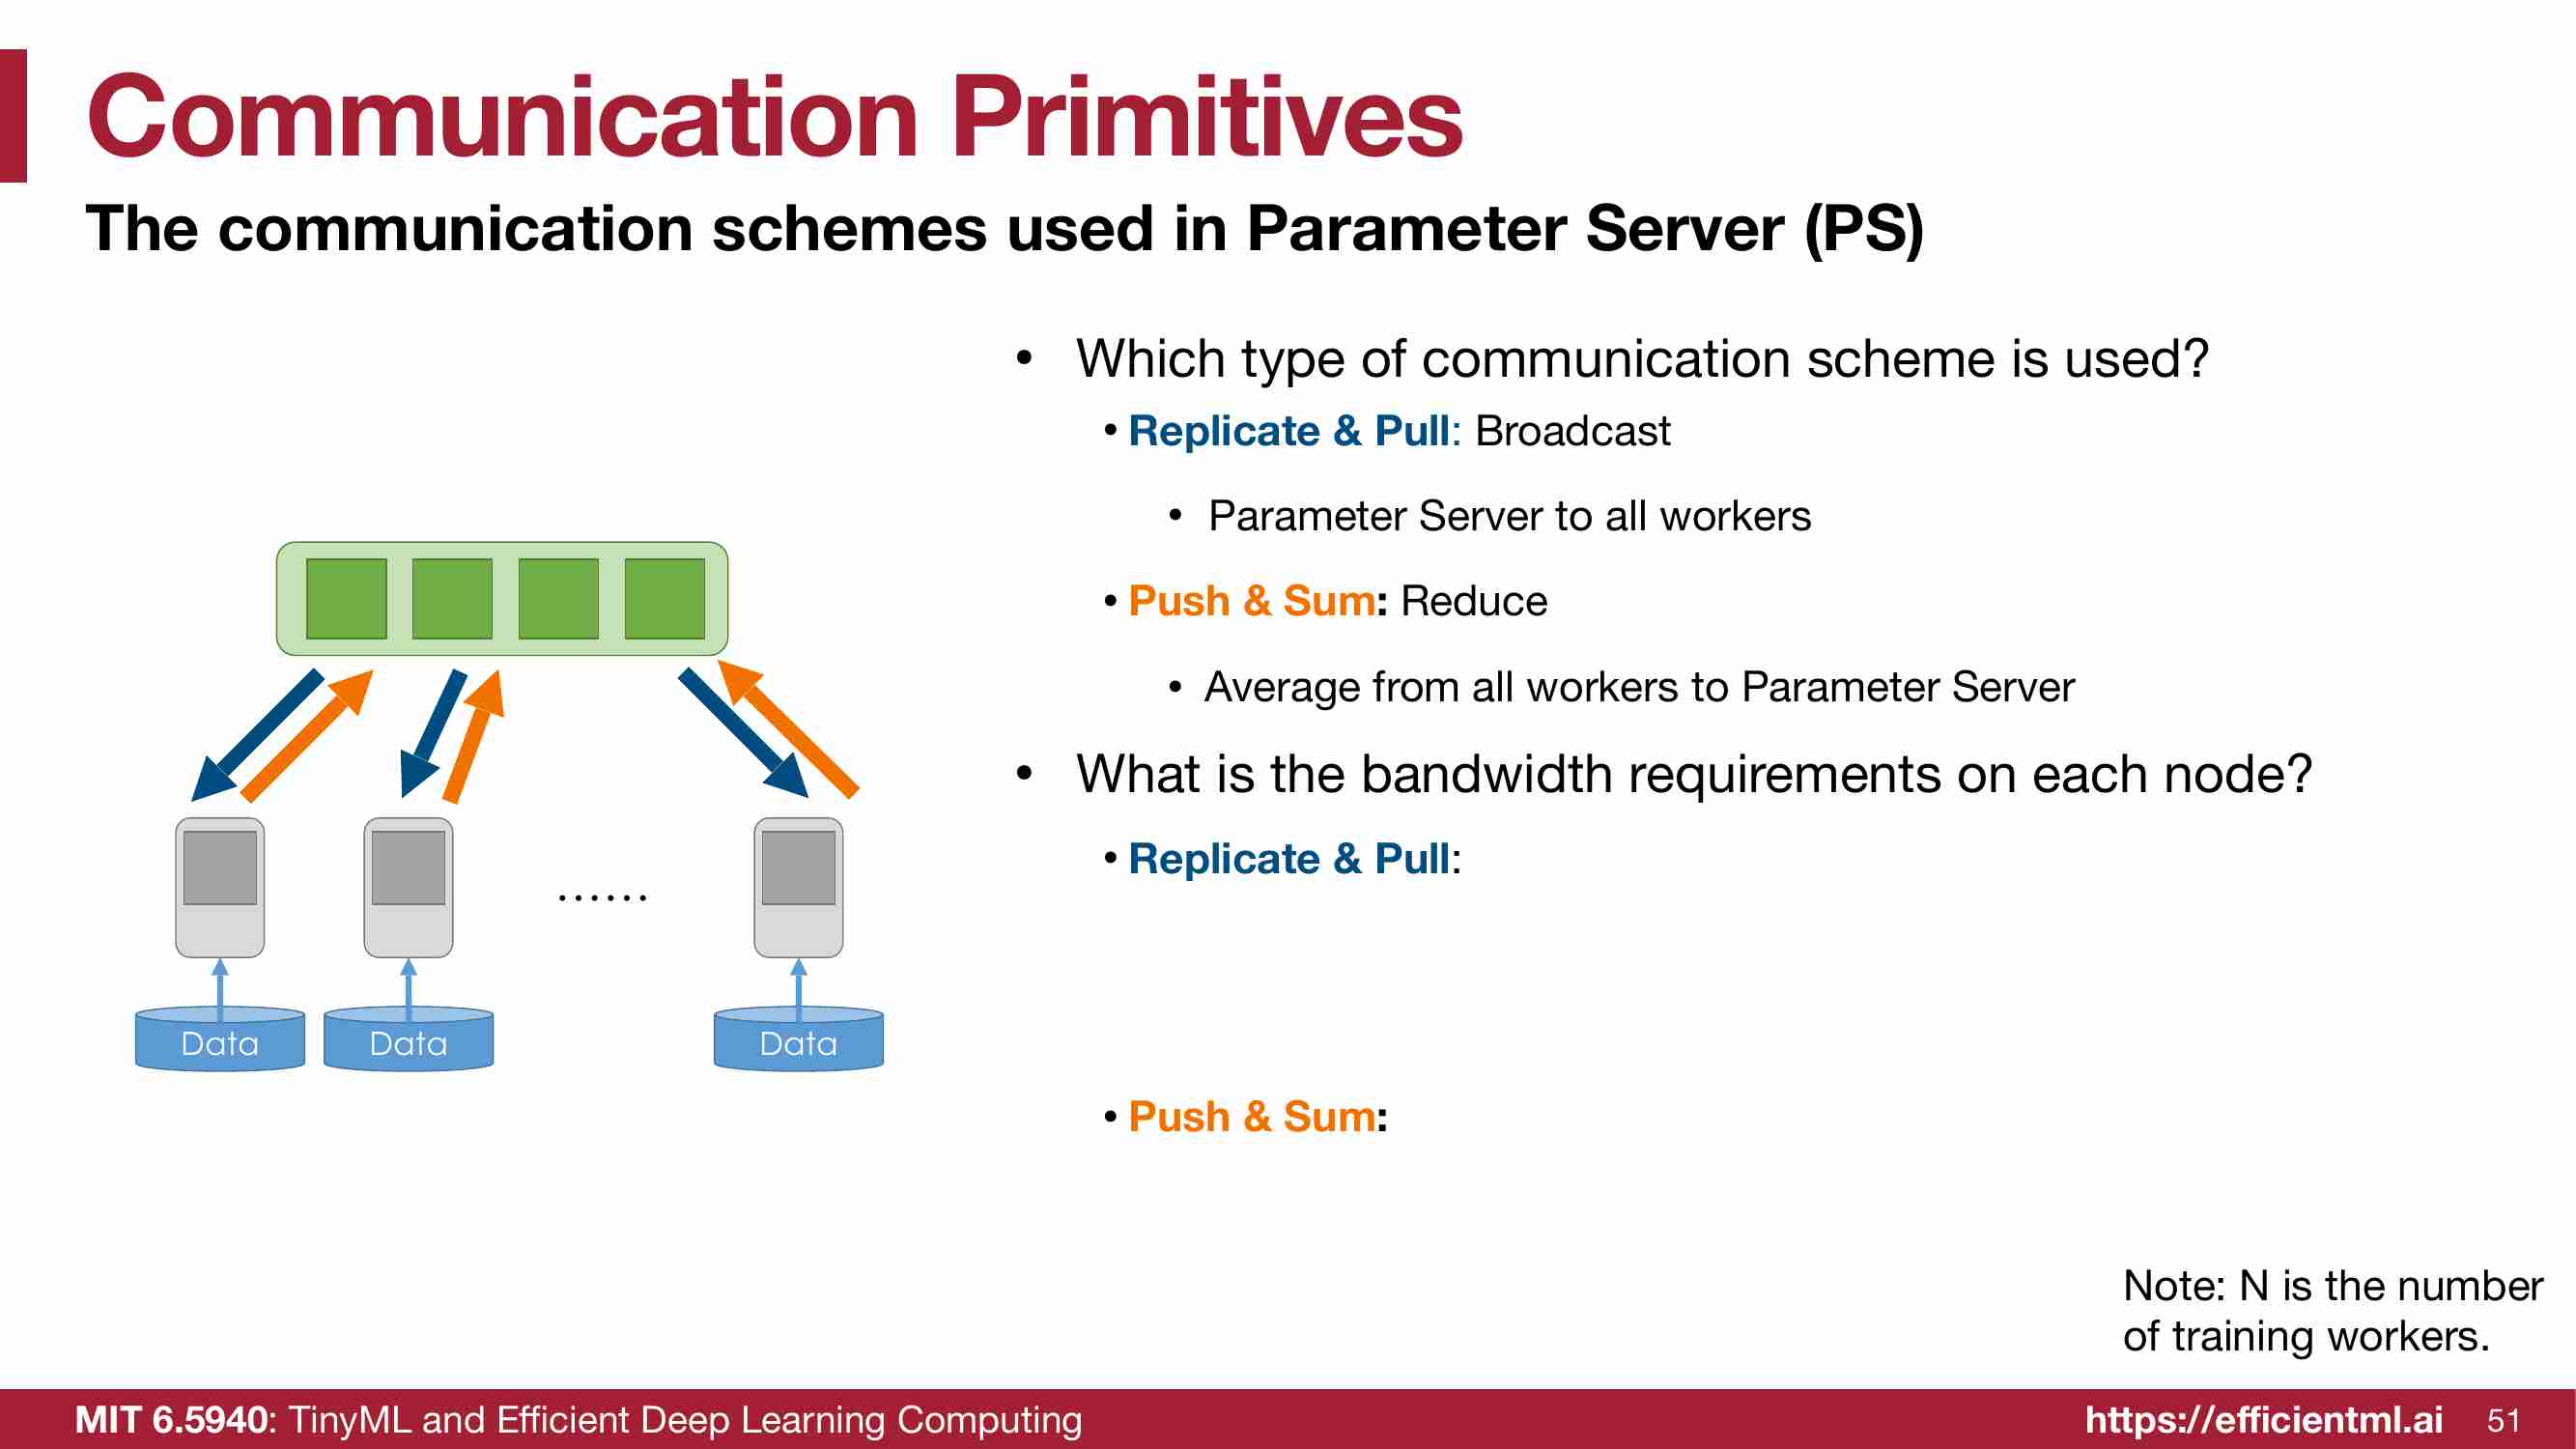 Communication Primitives
The communication schemes used in Parameter Server (PS)
• Which type of communication scheme is used?
• Replicate & Pull: Broadcast
• Parameter Server to all workers
• Push & Sum: Reduce
• Average from all workers to Parameter Server
• What is the bandwidth requirements on each node?
• Replicate & Pull:
• Push & Sum:
......
Data Data Data
Note: N is the number
of training workers.
MIT 6.5940: TinyML and Efficient Deep Learning Computing https://efficientml.ai 51